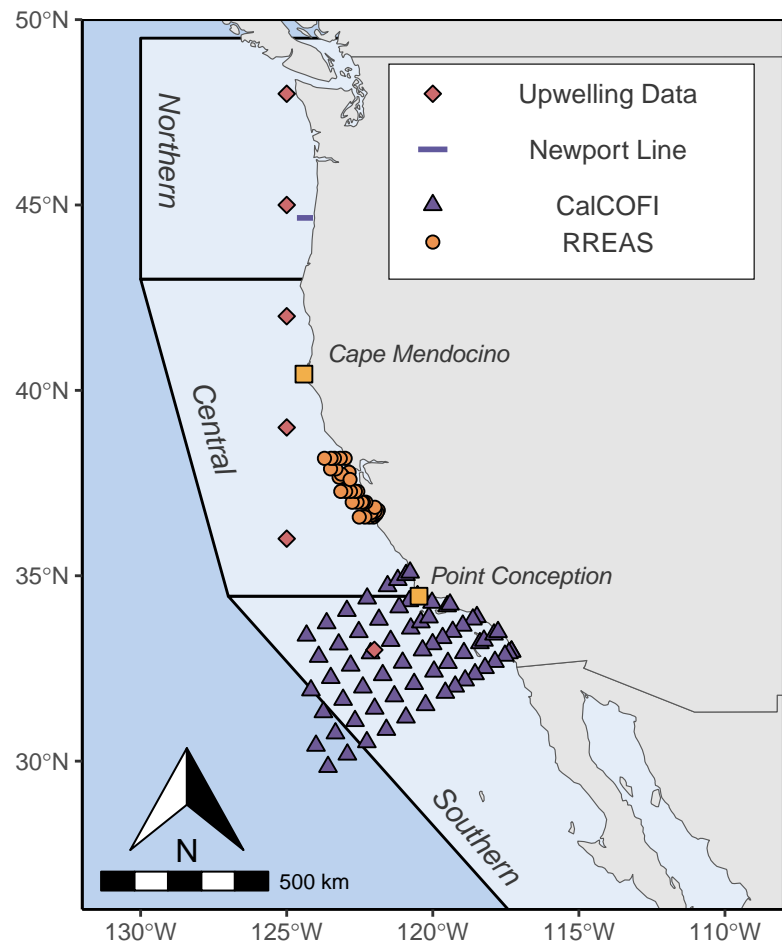 50°N
45°N
40°N
35°N
30°N
Northern
Upwelling Data
Newport Line
CalCOFI
RREAS
Cape Mendocino
Central
Point Conception
Southern
N
500 km
130°W
125°W
120°W
115°W
110°W